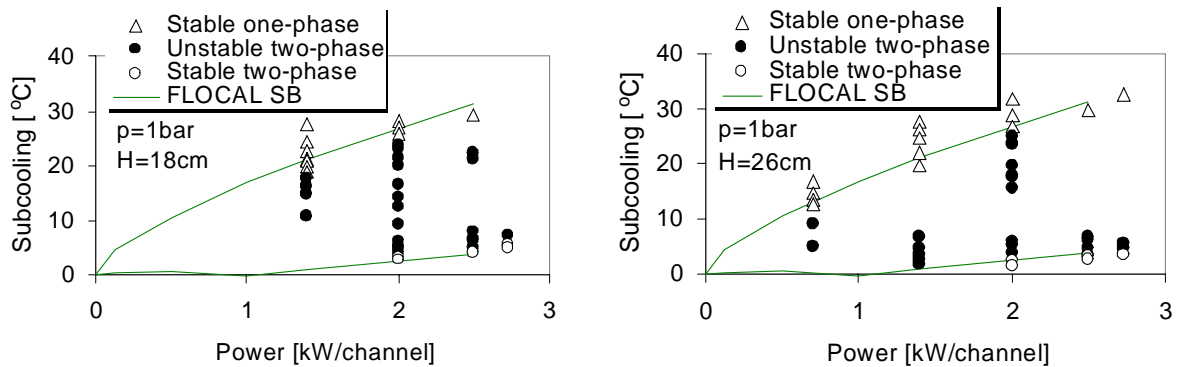 Stable one-phase
Unstable two-phase
Stable two-phase
FLOCAL SB
p=1bar
H=18cm
Subcooling [ °C]
40
30
20
10
0
0 1 2 3
Power [kW/channel]
Stable one-phase
Unstable two-phase
Stable two-phase
FLOCAL SB
p=1bar
H=26cm
Subcooling [ °C]
40
30
20
10
0
0 1 2 3
Power [kW/channel]